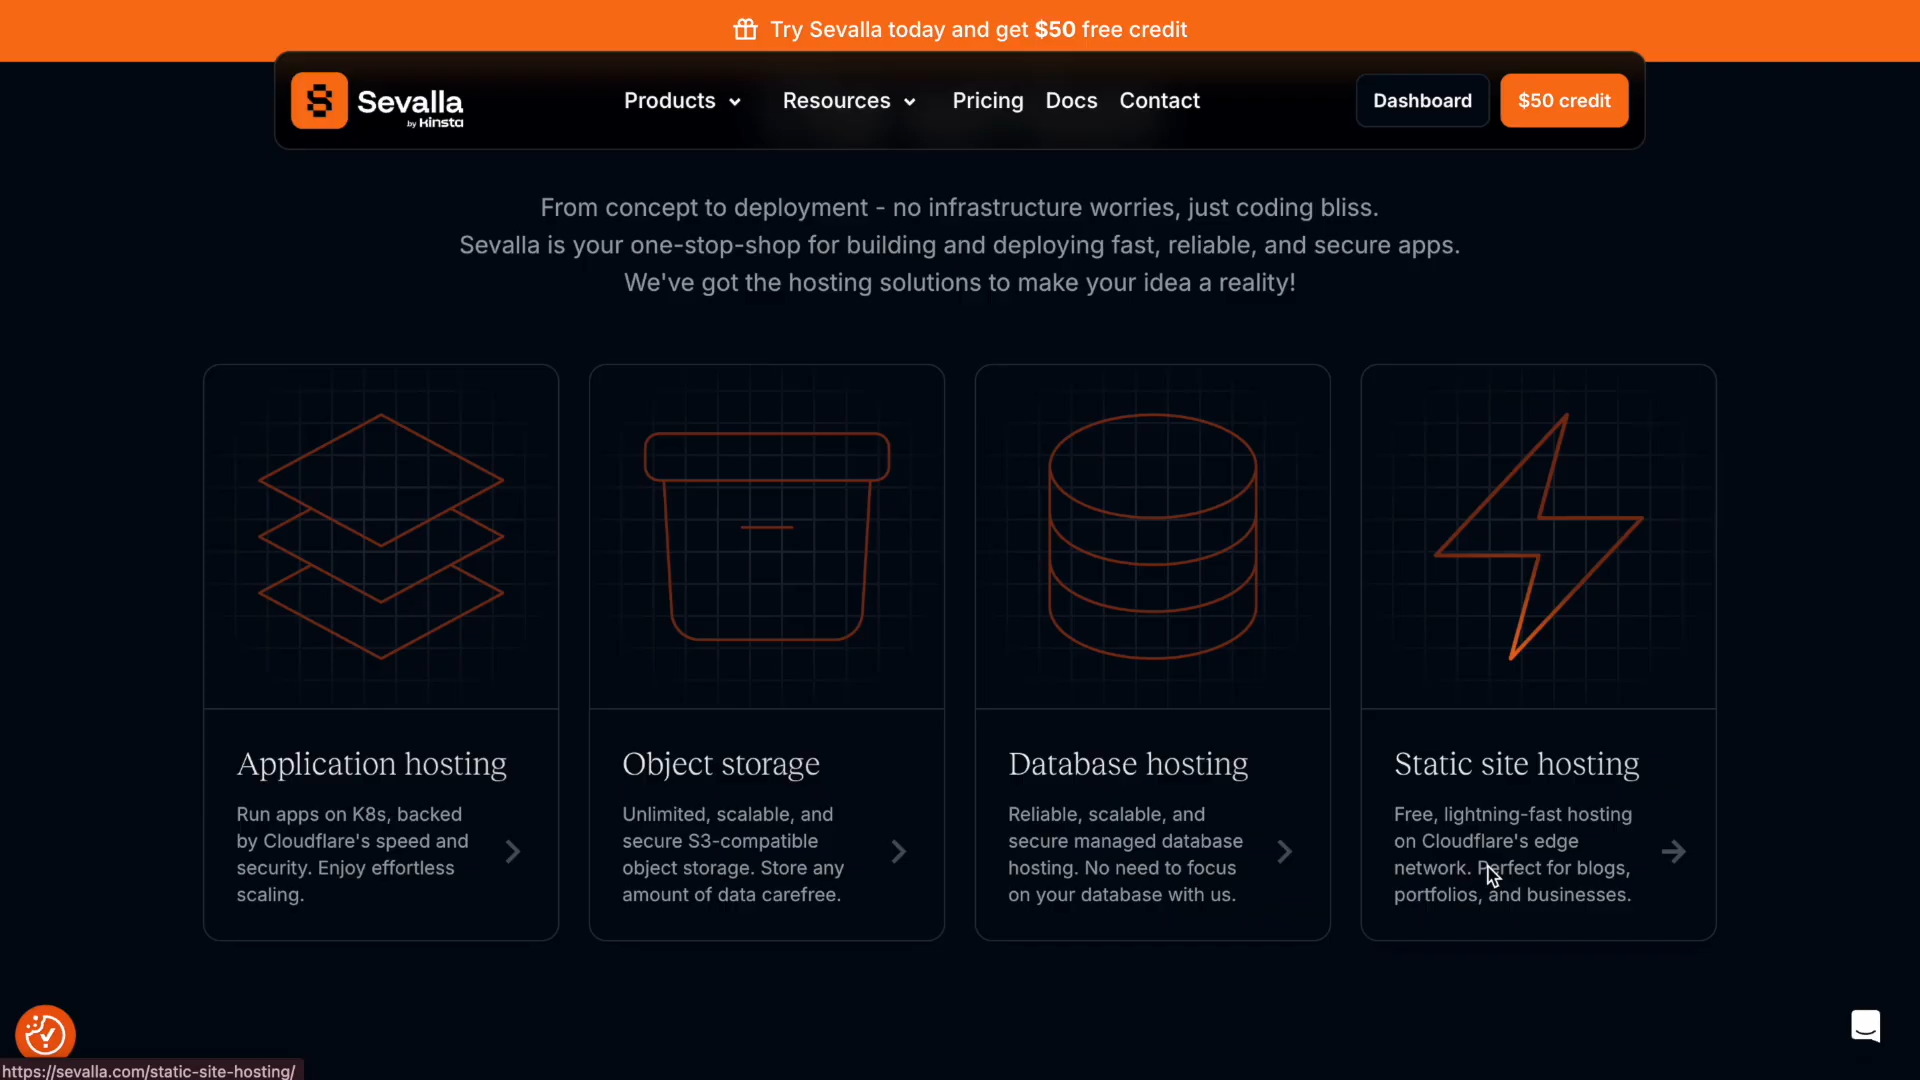 Try Sevalla today and get $50 free credit
Sevalla
by Kinsta
Products
Resources
Pricing
Docs
Contact
Dashboard
$50 credit
From concept to deployment - no infrastructure worries, just coding bliss.
Sevalla is your one-stop-shop for building and deploying fast, reliable, and secure apps.
We've got the hosting solutions to make your idea a reality!
Application hosting
Run apps on K8s, backed
by Cloudflare's speed and
security. Enjoy effortless
scaling.
Object storage
Unlimited, scalable, and
secure S3-compatible
object storage. Store any
amount of data carefree.
Database hosting
Reliable, scalable, and
secure managed database
hosting. No need to focus
on your database with us.
Static site hosting
Free, lightning-fast hosting
on Cloudflare's edge
network. Perfect for blogs,
portfolios, and businesses.
https://sevalla.com/static-site-hosting/